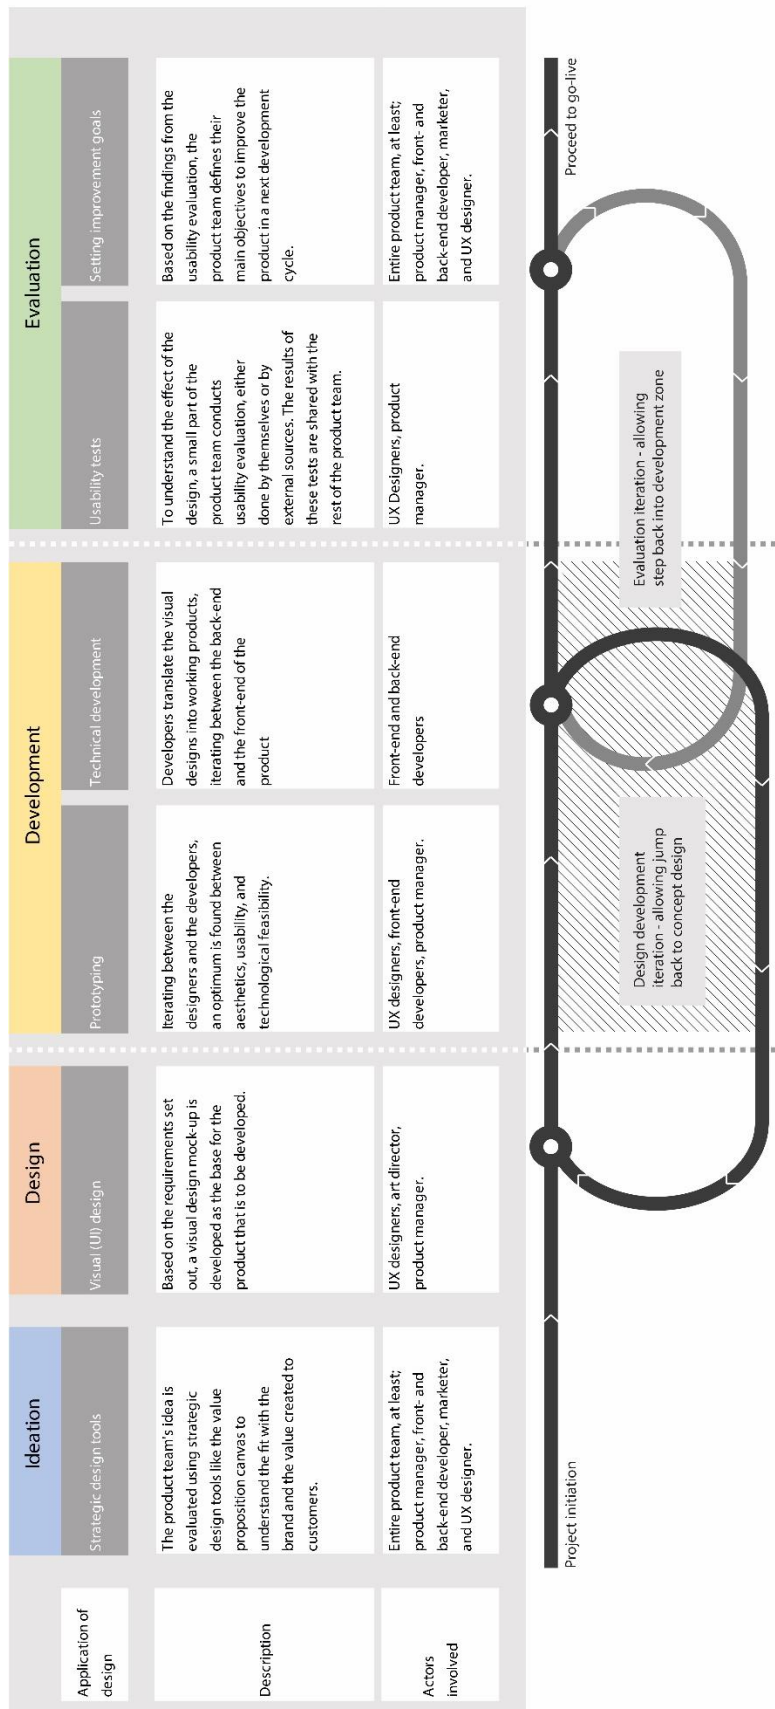 Ideation
Design
Development
Evaluation
Application of
design
Strategic design tools
Visual (UI) design
Prototyping
Technical development
Usability tests
Setting improvement goals
Description
The product team's idea is
evaluated using strategic
design tools like the value
proposition canvas to
understand the fit with the
brand and the value created to
customers.
Based on the requirements set
out, a visual design mock-up is
developed as the base for the
product that is to be developed.
Iterating between the
designers and the developers,
an optimum is found between
aesthetics, usability, and
technological feasibility.
Developers translate the visual
designs into working products,
iterating between the back-end
and the front-end of the
product
To understand the effect of the
design, a small part of the
product team conducts
usability evaluation, either
done by themselves or by
external sources. The results of
these tests are shared with the
rest of the product team.
Based on the findings from the
usability evaluation, the
product team defines their
main objectives to improve the
product in a next development
cycle.
Actors
involved
Entire product team, at least;
product manager, front- and
back-end developer, marketer,
and UX designer.
UX designers, art director,
product manager.
UX designers, front-end
developers, product manager.
Front-end and back-end
developers
UX Designers, product
manager.
Entire product team, at least;
product manager, front- and
back-end developer, marketer,
and UX designer.
Project initiation
Proceed to go-live
Design development
iteration - allowing jump
back to concept design
Evaluation iteration - allowing
step back into development zone